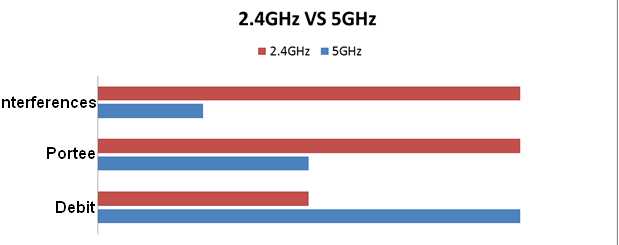 2.4GHz VS 5GHz
2.4GHz 5GHz
nterferences
Portee
Debit